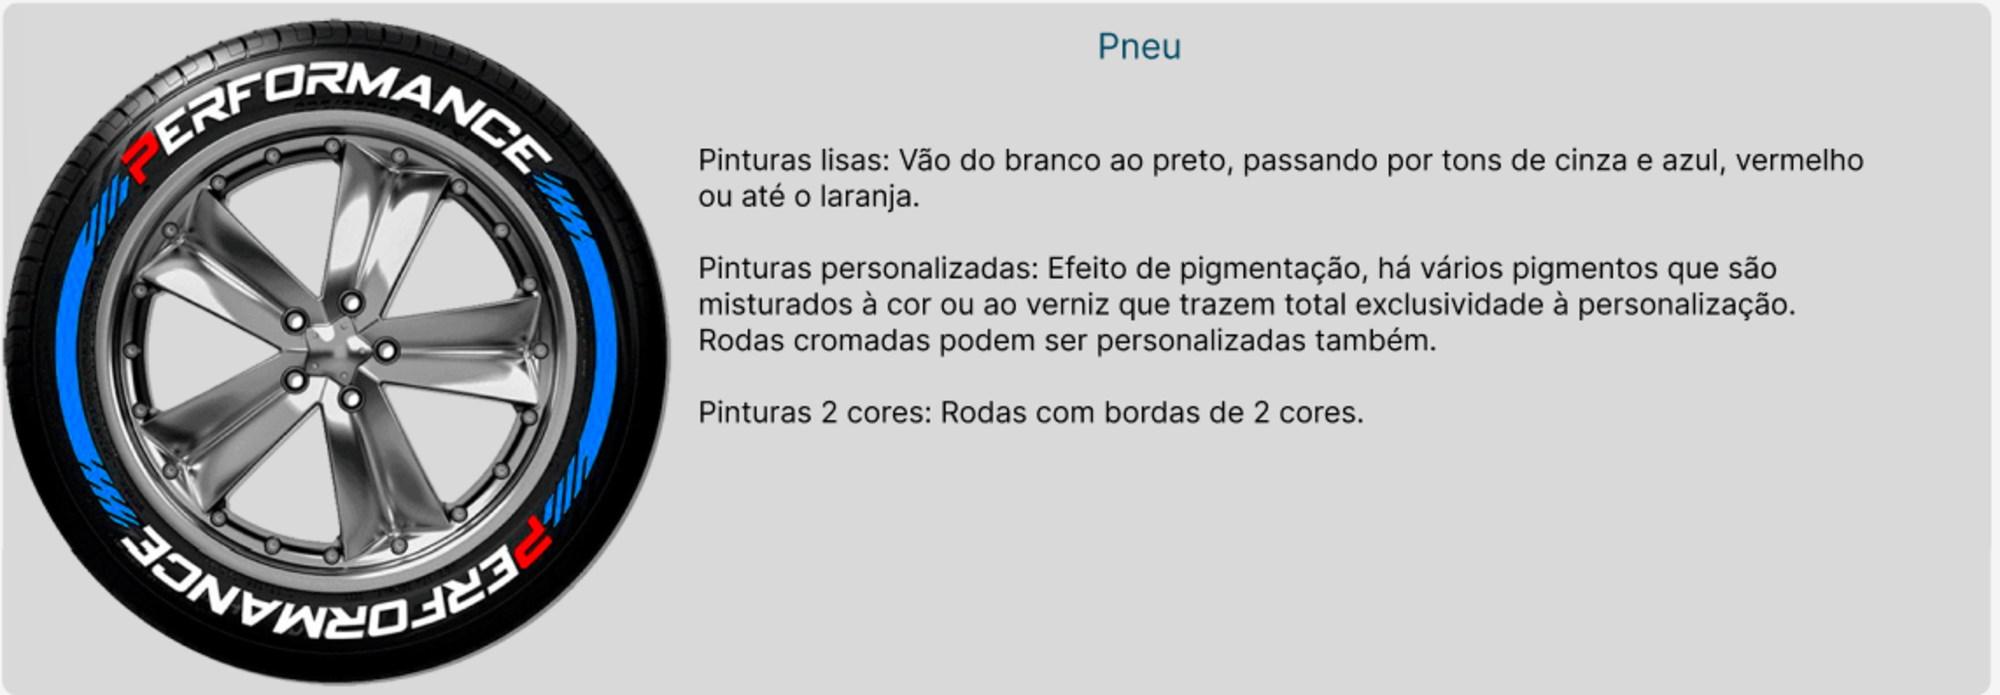 PERFORMANCE
PERFORMANCE
Pneu
Pinturas lisas: Vão do branco ao preto, passando por tons de cinza e azul, vermelho
ou até o laranja.
Pinturas personalizadas: Efeito de pigmentação, há vários pigmentos que são
misturados à cor ou ao verniz que trazem total exclusividade à personalização.
Rodas cromadas podem ser personalizadas também.
Pinturas 2 cores: Rodas com bordas de 2 cores.